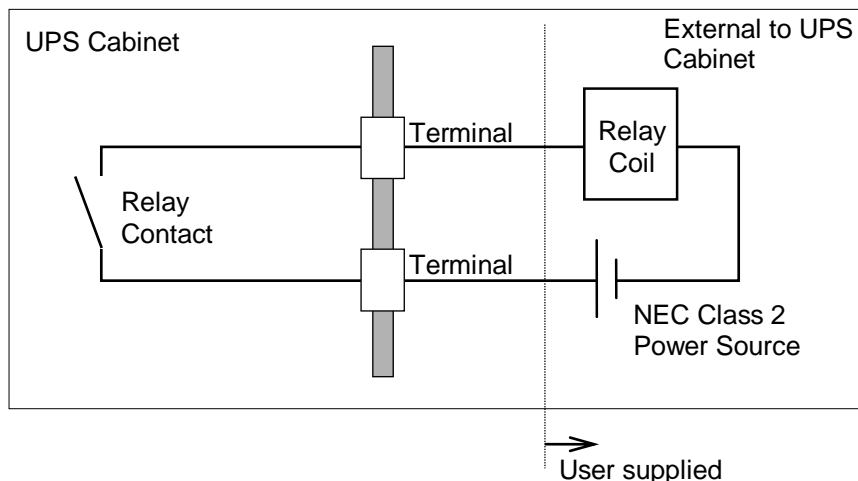 UPS Cabinet
External to UPS
Cabinet
Terminal
Relay
Coil
Relay
Contact
Terminal
NEC Class 2
Power Source
User supplied